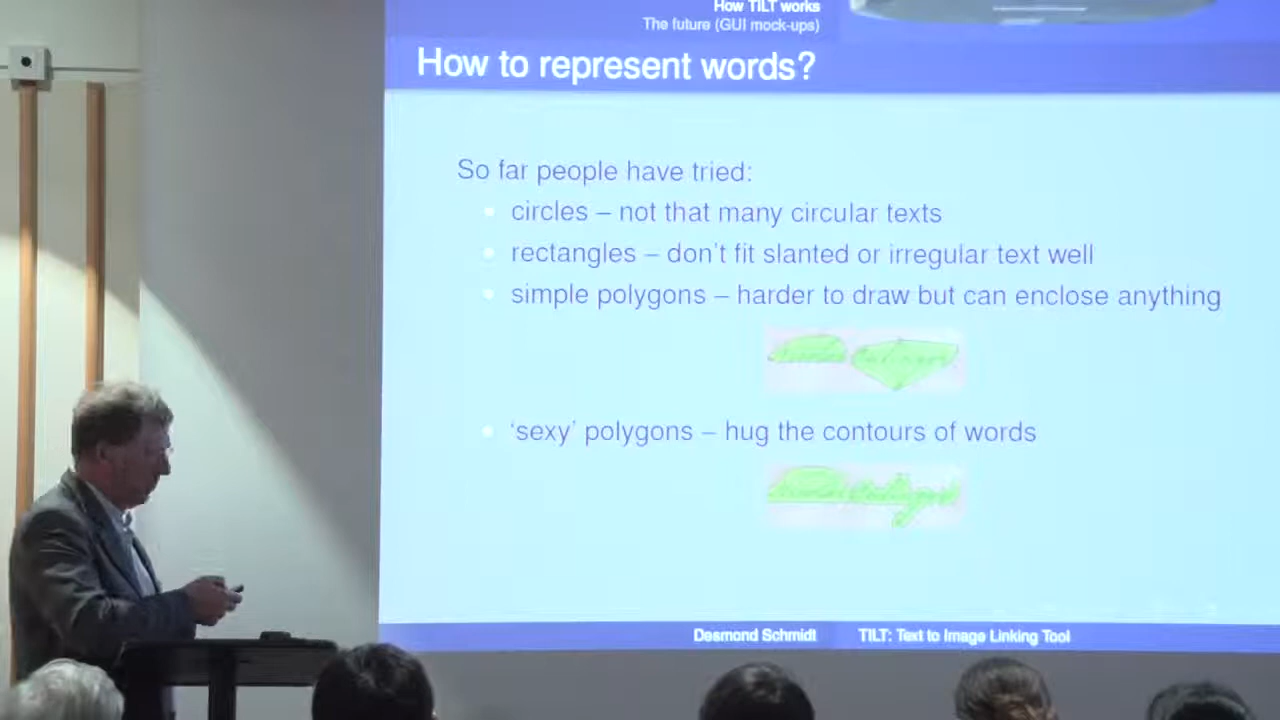 How TILT works
The future (GUI mock-ups)
How to represent words?
So far people have tried:
circles – not that many circular texts
rectangles – don't fit slanted or irregular text well
simple polygons – harder to draw but can enclose anything
'sexy' polygons – hug the contours of words
Desmond Schmidt TILT: Text to Image Linking Tool